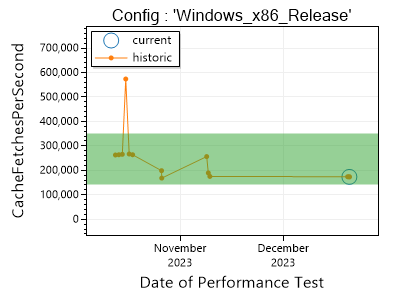 Config : 'Windows_x86_Release'
current
historic
CacheFetchesPerSecond
700,000
600,000
500,000
400,000
300,000
200,000
100,000
0
November
2023
December
2023
Date of Performance Test